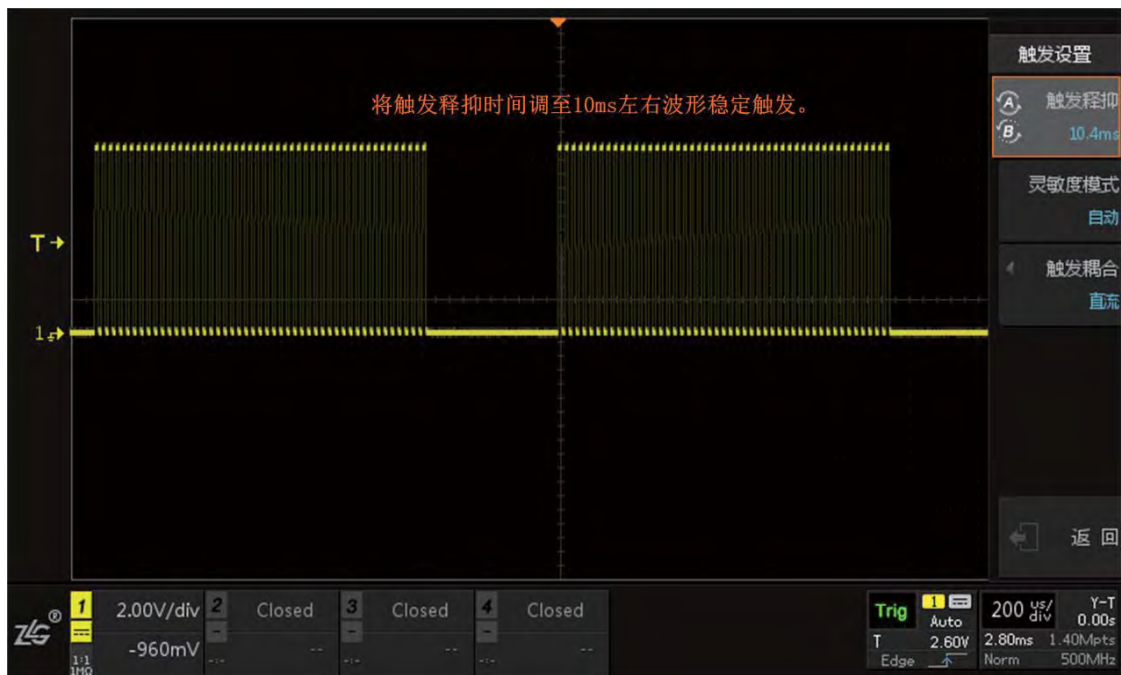 触发设置
将触发释抑时间调至10ms左右波形稳定触发。
A
触发释抑
B
10.4ms
灵敏度模式
自动
T
触发耦合
直流
1
返 回
ZLG®
1
2.00V/div
-960mV
1:1
1MΩ
2
Closed
--
-:-
3
Closed
--
-:-
4
Closed
--
-:-
Trig
1
Auto
T
2.60V
Edge
200 us/div
Y-T
0.00s
2.80ms
1.40Mpts
Norm
500MHz